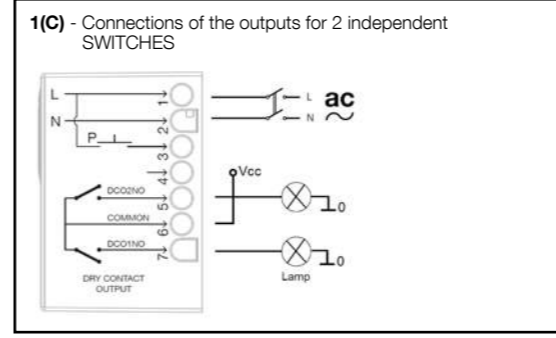 1(C) - Connections of the outputs for 2 independent
SWITCHES
L
N
P
1
2
3
4
5
6
7
DCO2NO
COMMON
DCO1NO
DRY CONTACT
OUTPUT
L
N
ac
Vcc
0
0
Lamp